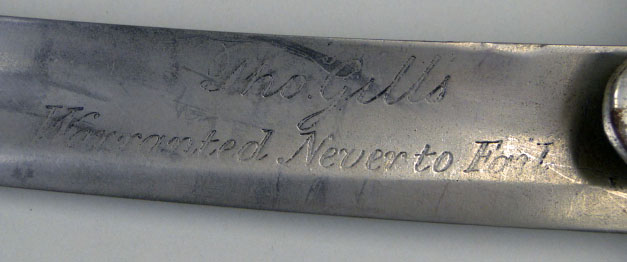 Tho. Gills
Warranted Never to Fail